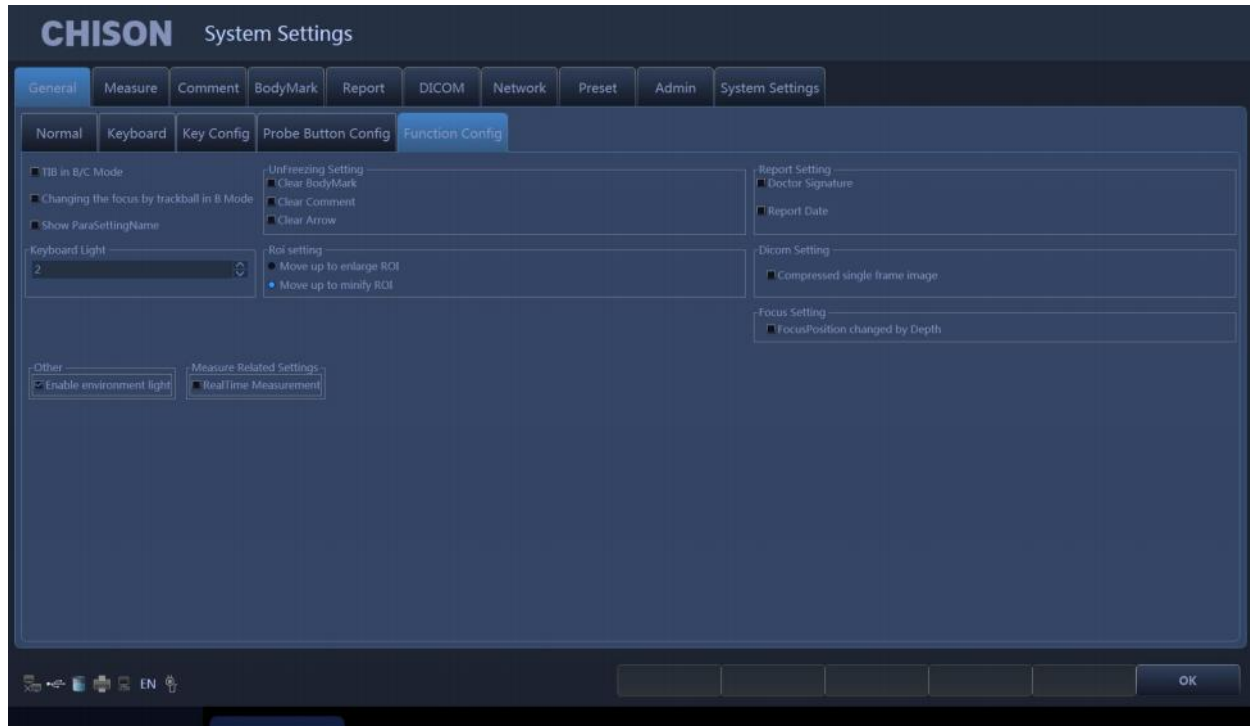 CHISON System Settings
General Measure Comment BodyMark Report DICOM Network Preset Admin System Settings
Normal Keyboard Key Config Probe Button Config Function Config
TIB in B/C Mode
Changing the focus by trackball in B Mode
Show ParaSettingName
UnFreezing Setting
Clear BodyMark
Clear Comment
Clear Arrow
Report Setting
Doctor Signature
Report Date
Keyboard Light
2
Roi setting
Move up to enlarge ROI
Move up to minify ROI
Dicom Setting
Compressed single frame image
Focus Setting
FocusPosition changed by Depth
Other
Enable environment light
Measure Related Settings
RealTime Measurement
EN
OK